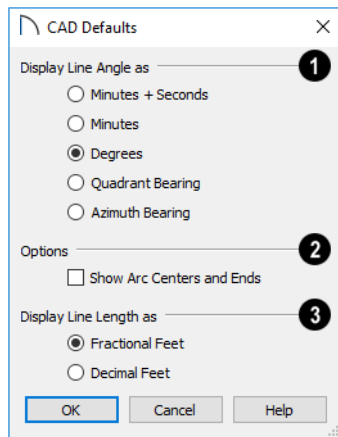 CAD Defaults
Display Line Angle as
1
Minutes + Seconds
Minutes
Degrees
Quadrant Bearing
Azimuth Bearing
Options
2
Show Arc Centers and Ends
Display Line Length as
3
Fractional Feet
Decimal Feet
OK Cancel Help